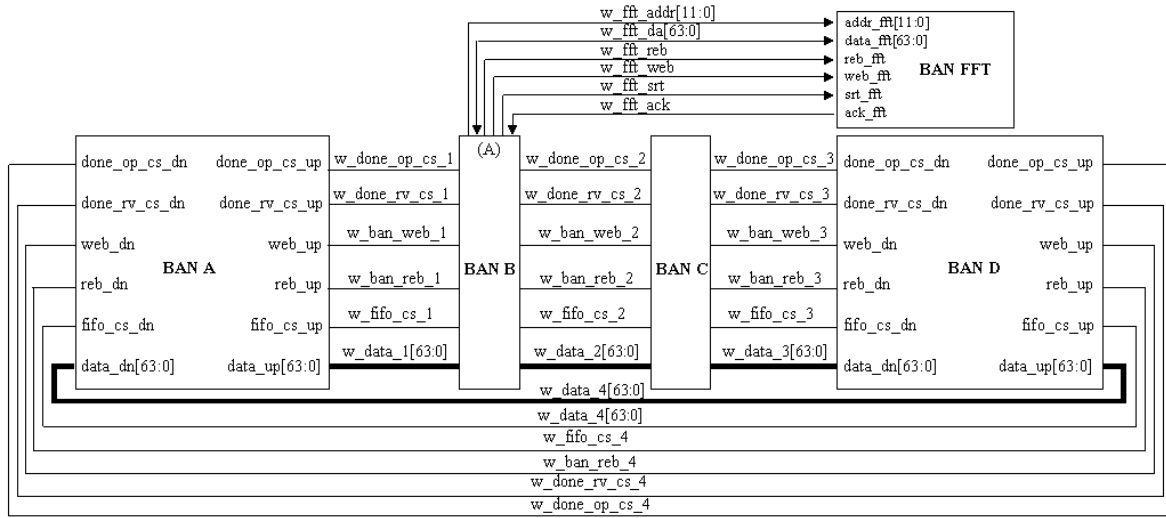 w_fft_addr[11:0]
w_fft_da[63:0]
w_fft_reb
w_fft_web
w_fft_srt
w_fft_ack
addr_fft[11:0]
data_fft[63:0]
reb_fft
web_fft
srt_fft
ack_fft
BAN FFT
done_op_cs_dn
done_rv_cs_dn
web_dn
reb_dn
fifo_cs_dn
data_dn[63:0]
BAN A
done_op_cs_up
done_rv_cs_up
web_up
reb_up
fifo_cs_up
data_up[63:0]
w_done_op_cs_1
w_done_rv_cs_1
w_ban_web_1
w_ban_reb_1
w_fifo_cs_1
w_data_1[63:0]
(A)
BAN B
w_done_op_cs_2
w_done_rv_cs_2
w_ban_web_2
w_ban_reb_2
w_fifo_cs_2
w_data_2[63:0]
BAN C
w_done_op_cs_3
w_done_rv_cs_3
w_ban_web_3
w_ban_reb_3
w_fifo_cs_3
w_data_3[63:0]
done_op_cs_dn
done_rv_cs_dn
web_dn
reb_dn
fifo_cs_dn
data_dn[63:0]
BAN D
done_op_cs_up
done_rv_cs_up
web_up
reb_up
fifo_cs_up
data_up[63:0]
w_data_4[63:0]
w_data_4[63:0]
w_fifo_cs_4
w_ban_reb_4
w_done_rv_cs_4
w_done_op_cs_4